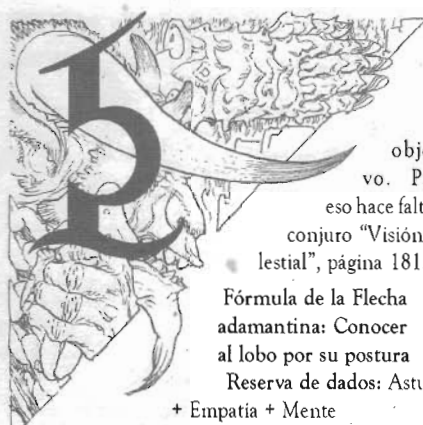 obje
vo. P
eso hace falt
conjuro "Visión
lestial", página 181
Fórmula de la Flecha
adamantina: Conocer
al lobo por su postura
Reserva de dados: Astu
+ Empatía + Mente